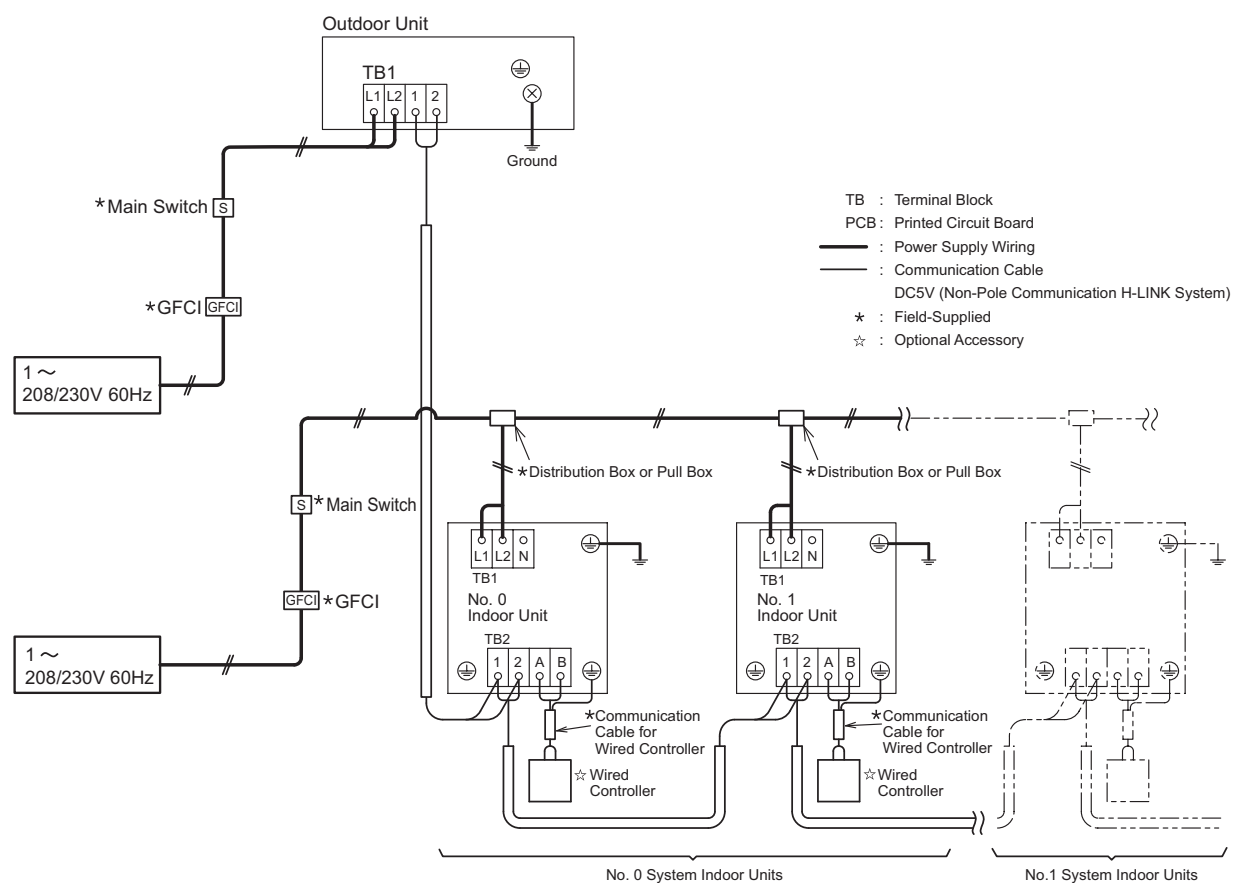 Outdoor Unit
TB1
L1 L2 1 2
Ground
*Main Switch S
*GFCI GFCI
1~
208/230V 60Hz
TB : Terminal Block
PCB : Printed Circuit Board
: Power Supply Wiring
: Communication Cable
DC5V (Non-Pole Communication H-LINK System)
* : Field-Supplied
☆ : Optional Accessory
*Distribution Box or Pull Box
*Distribution Box or Pull Box
S *Main Switch
GFCI *GFCI
1~
208/230V 60Hz
L1 L2 N
TB1
No. 0
Indoor Unit
TB2
1 2 A B
*Communication
Cable for
Wired Controller
☆Wired
Controller
L1 L2 N
TB1
No. 1
Indoor Unit
TB2
1 2 A B
*Communication
Cable for
Wired Controller
☆Wired
Controller
No. 0 System Indoor Units
No.1 System Indoor Units